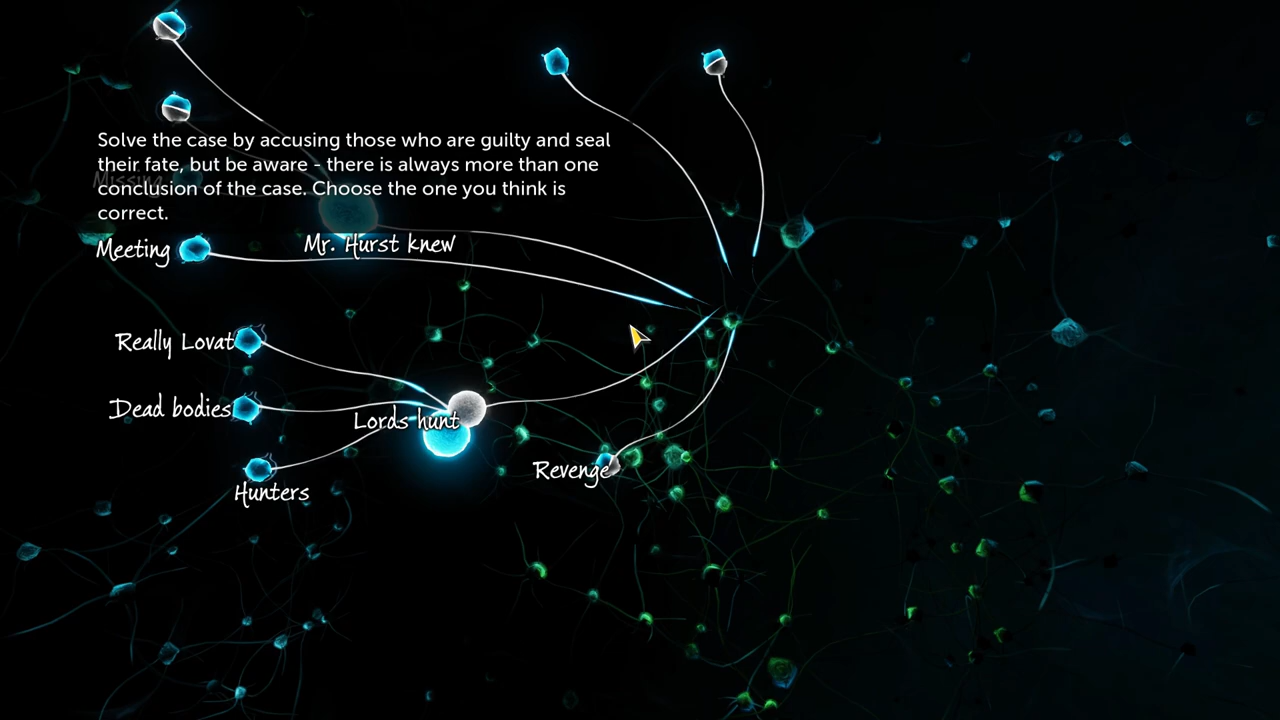 Solve the case by accusing those who are guilty and seal
their fate, but be aware - there is always more than one
conclusion of the case. Choose the one you think is
correct.
Missing
Meeting
Mr. Hurst knew
Really Lovat
Dead bodies
Lords hunt
Hunters
Revenge